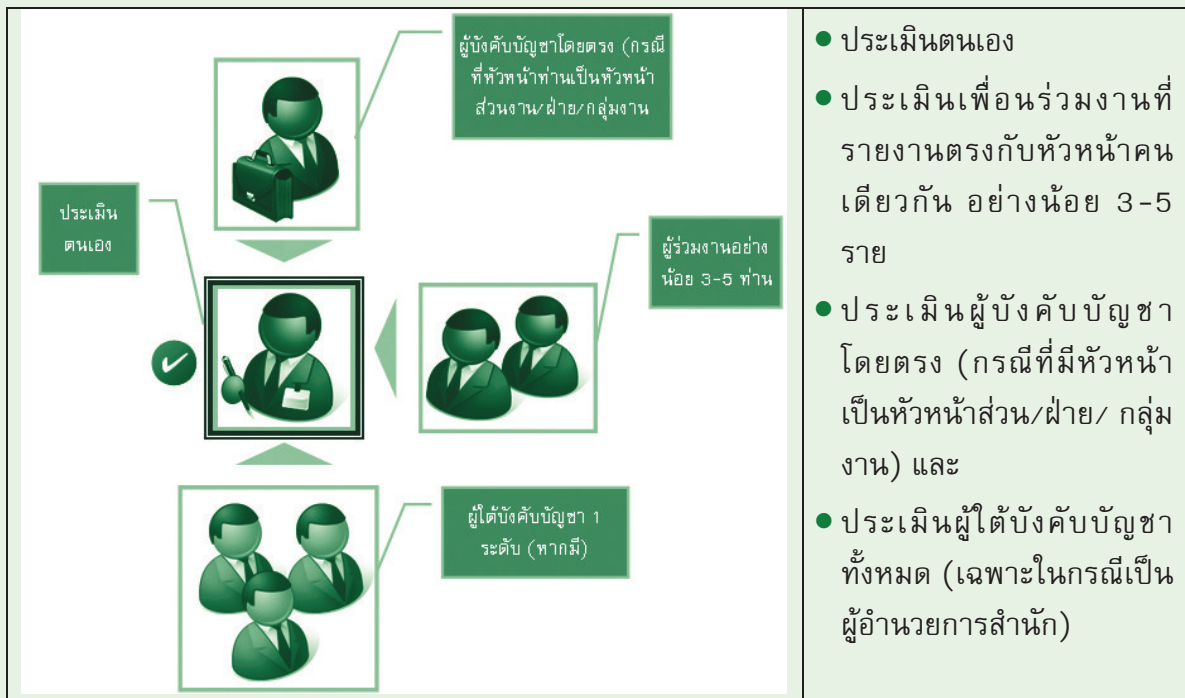 ผู้บังคับบัญชาโดยตรง (กรณี
ที่หัวหน้าท่านเป็นหัวหน้า
ส่วนงาน/ฝ่าย/กลุ่มงาน
ประเมิน
ตนเอง
ผู้ร่วมงานอย่าง
น้อย 3-5 ท่าน
ผู้ใต้บังคับบัญชา 1
ระดับ (หากมี)
● ประเมินตนเอง
● ประเมินเพื่อนร่วมงานที่
รายงานตรงกับหัวหน้าคน
เดียวกัน อย่างน้อย 3-5
ราย
● ประเมินผู้บังคับบัญชา
โดยตรง (กรณีที่มีหัวหน้า
เป็นหัวหน้าส่วน/ฝ่าย/ กลุ่ม
งาน) และ
● ประเมินผู้ใต้บังคับบัญชา
ทั้งหมด (เฉพาะในกรณีเป็น
ผู้อำนวยการสำนัก)